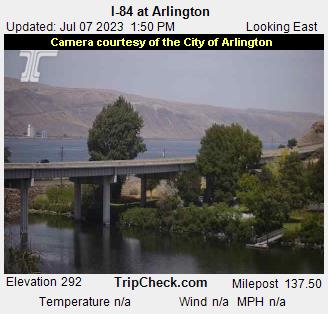 I-84 at Arlington
Updated: Jul 07 2023 1:50 PM Looking East
Camera courtesy of the City of Arlington
Elevation 292 TripCheck.com Milepost 137.50
Temperature n/a Wind n/a MPH n/a